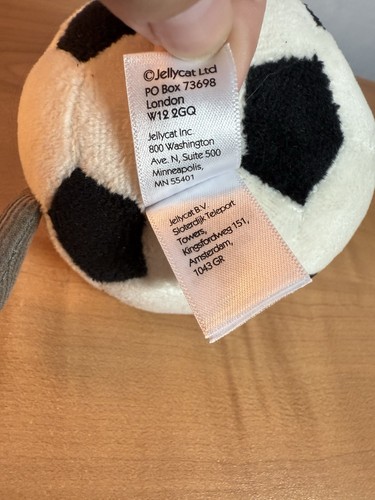 ©Jellycat Ltd
PO Box 73698
London
W12 2GQ
Jellycat Inc.
800 Washington
Ave. N, Suite 500
Minneapolis,
MN 55401
Jellycat B.V.
Sloterdijk Teleport
Towers,
Kingsfordweg 151,
Amsterdam,
1043 GR